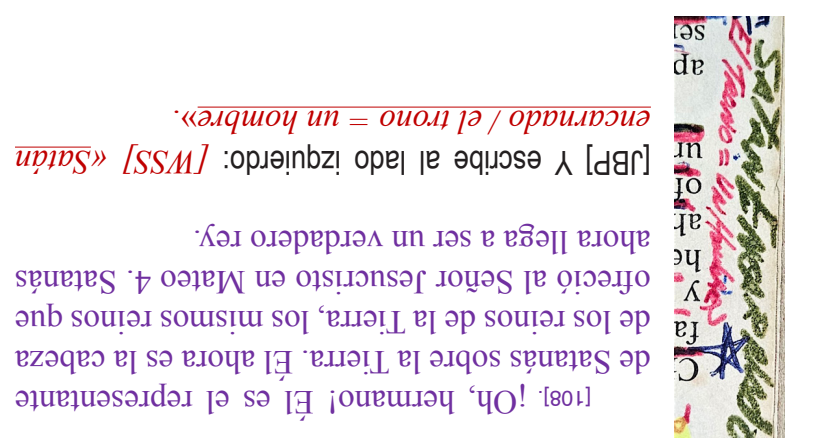 [108]. ¡Oh, hermano! Él es el representante
de Satanás sobre la Tierra. Él ahora es la cabeza
de los reinos de la Tierra, los mismos reinos que
ofreció al Señor Jesucristo en Mateo 4. Satanás
ahora llega a ser un verdadero rey.
[JBP] Y escribe al lado izquierdo: [WSS] «Satán
encarnado / el trono = un hombre».